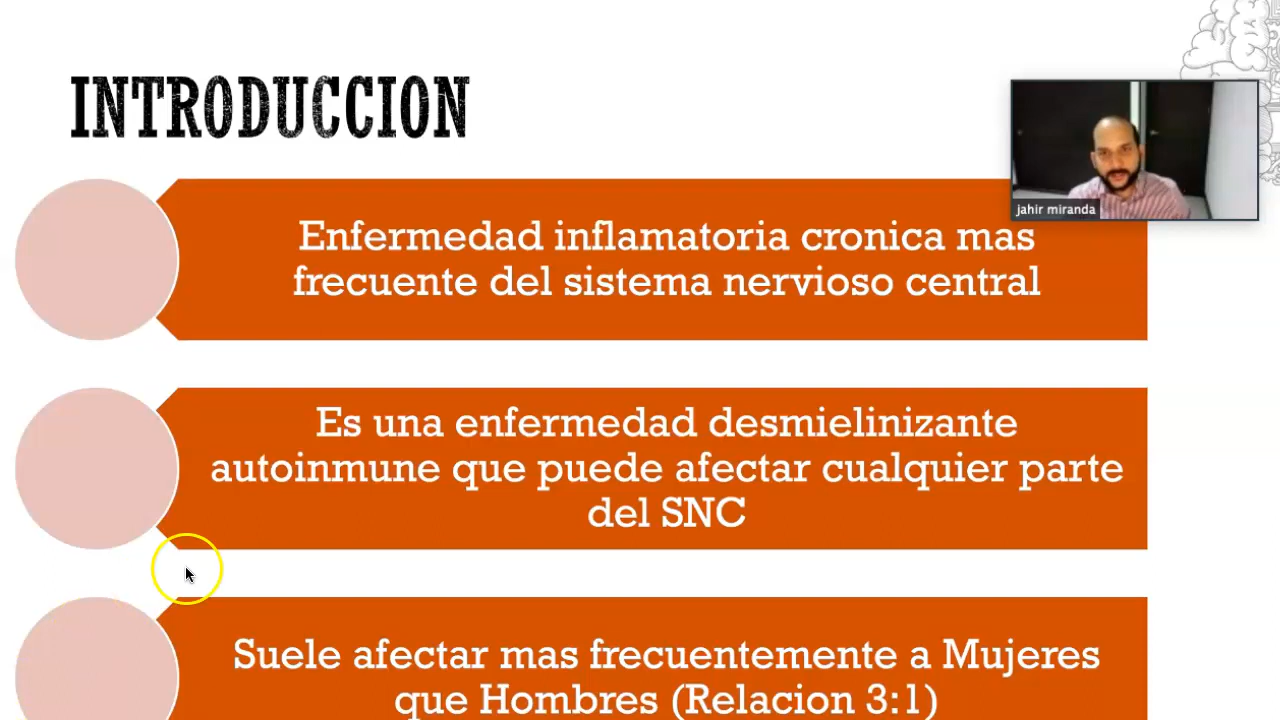 INTRODUCCION
jahir miranda
Enfermedad inflamatoria cronica mas
frecuente del sistema nervioso central
Es una enfermedad desmielinizante
autoinmune que puede afectar cualquier parte
del SNC
Suele afectar mas frecuentemente a Mujeres
que Hombres (Relacion 3:1)